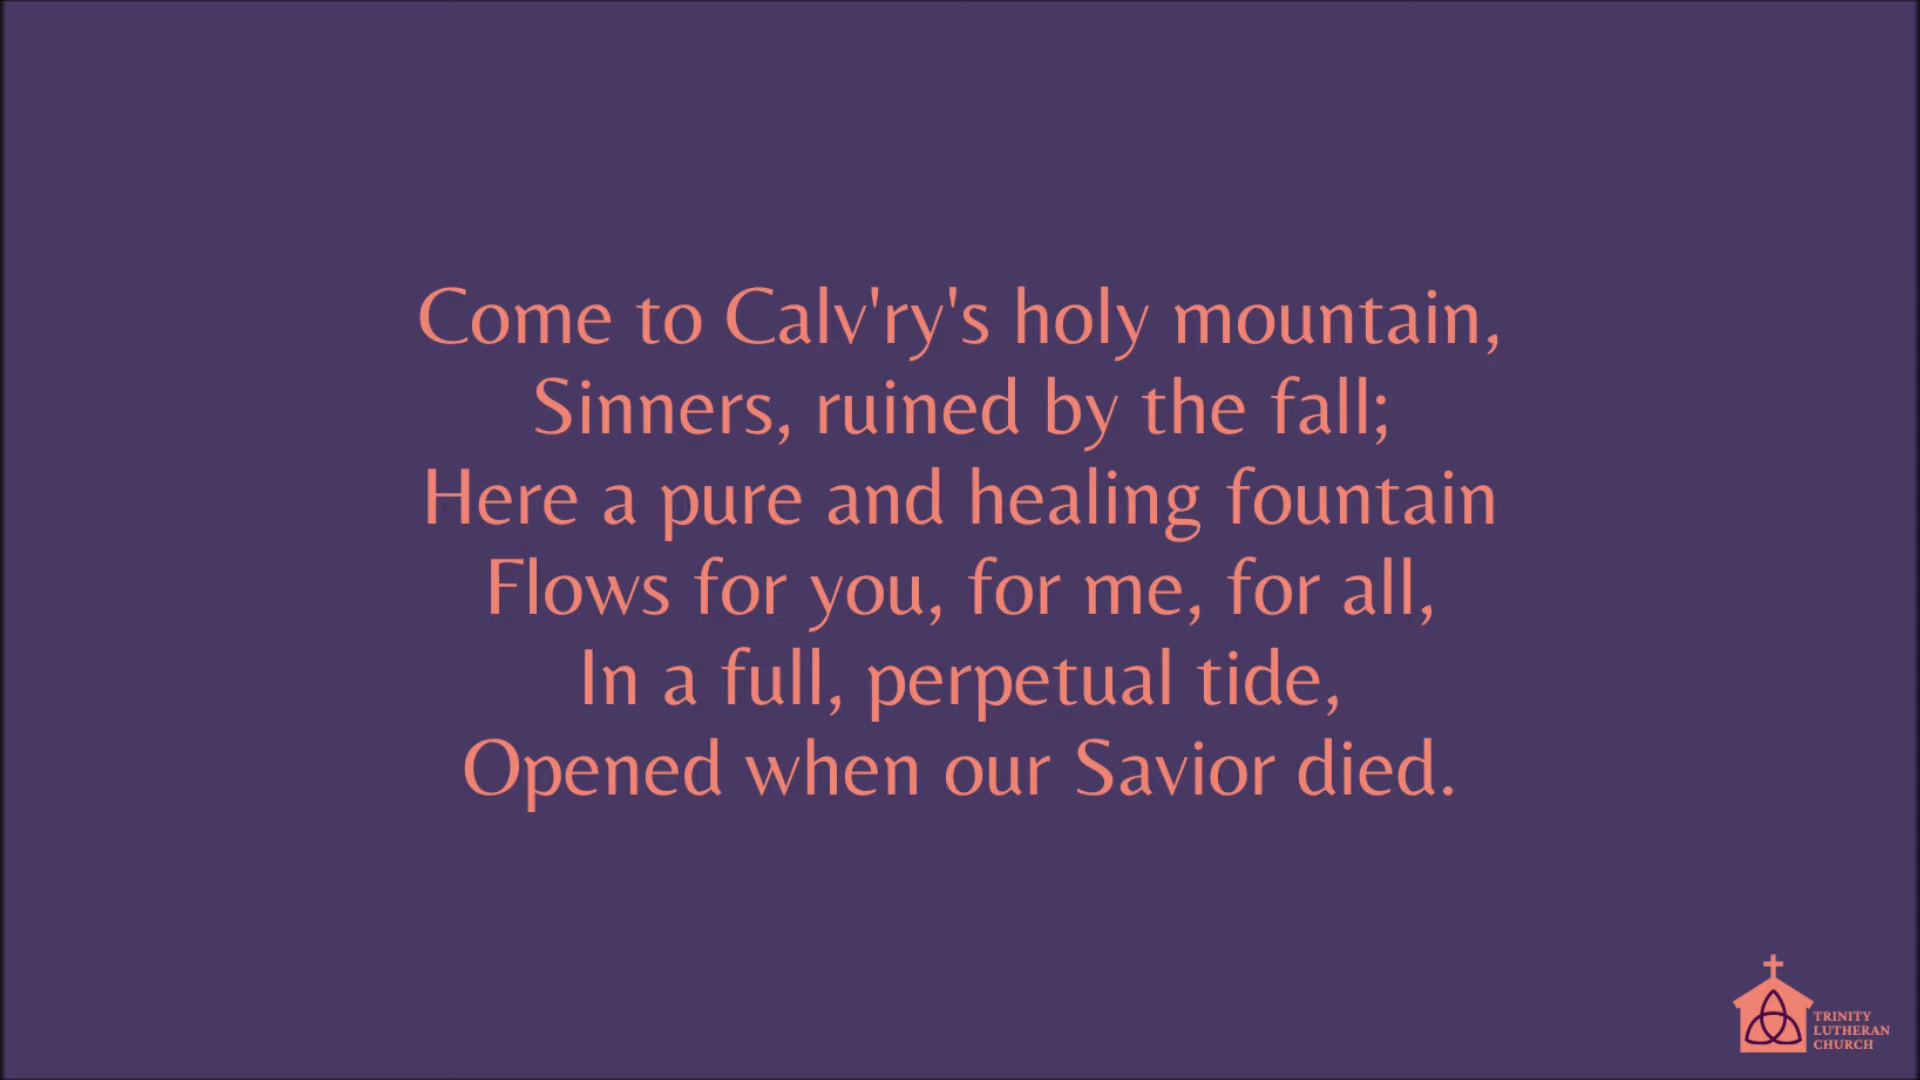 Come to Calv'ry's holy mountain,
Sinners, ruined by the fall;
Here a pure and healing fountain
Flows for you, for me, for all,
In a full, perpetual tide,
Opened when our Savior died.
TRINITY
LUTHERAN
CHURCH